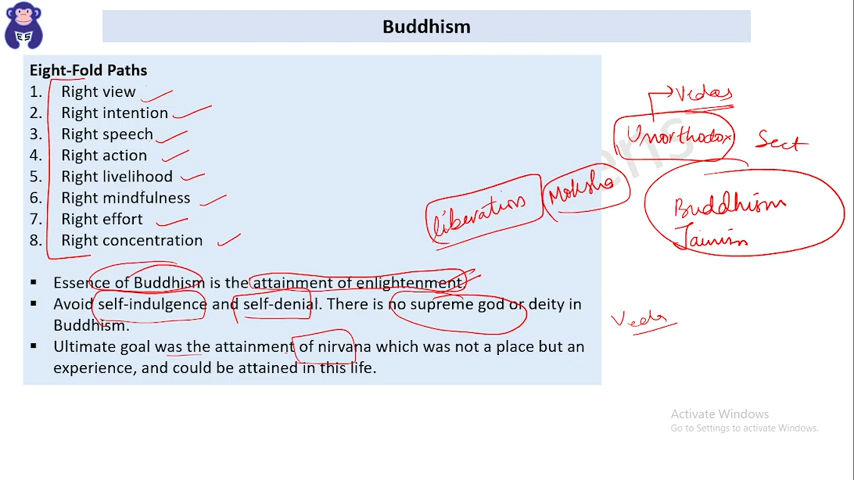 Buddhism
Eight-Fold Paths
1. Right view
2. Right intention
3. Right speech
4. Right action
5. Right livelihood
6. Right mindfulness
7. Right effort
8. Right concentration
▪ Essence of Buddhism is the attainment of enlightenment.
▪ Avoid self-indulgence and self-denial. There is no supreme god or deity in
Buddhism.
▪ Ultimate goal was the attainment of nirvana which was not a place but an
experience, and could be attained in this life.
Vedas
Unorthodox Sect
liberation Moksha
Buddhism
Jainism
Veda
Activate Windows
Go to Settings to activate Windows.